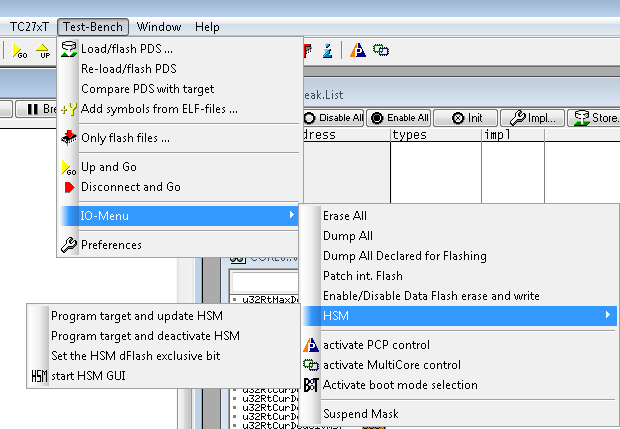 TC27xT Test-Bench Window Help
Load/flash PDS ...
Re-load/flash PDS
Compare PDS with target
Add symbols from ELF-files ...
Only flash files ...
Up and Go
Disconnect and Go
IO-Menu
Preferences
GO UP
eak.List
Bre
Disable All Enable All Init Impl... Store.
dress types impl
Erase All
Dump All
Dump All Declared for Flashing
Patch int. Flash
Enable/Disable Data Flash erase and write
HSM
activate PCP control
activate MultiCore control
Activate boot mode selection
Suspend Mask
Program target and update HSM
Program target and deactivate HSM
Set the HSM dFlash exclusive bit
HSM start HSM GUI
u32RtMaxDe
u32RtCurDe
u32RtCurDe